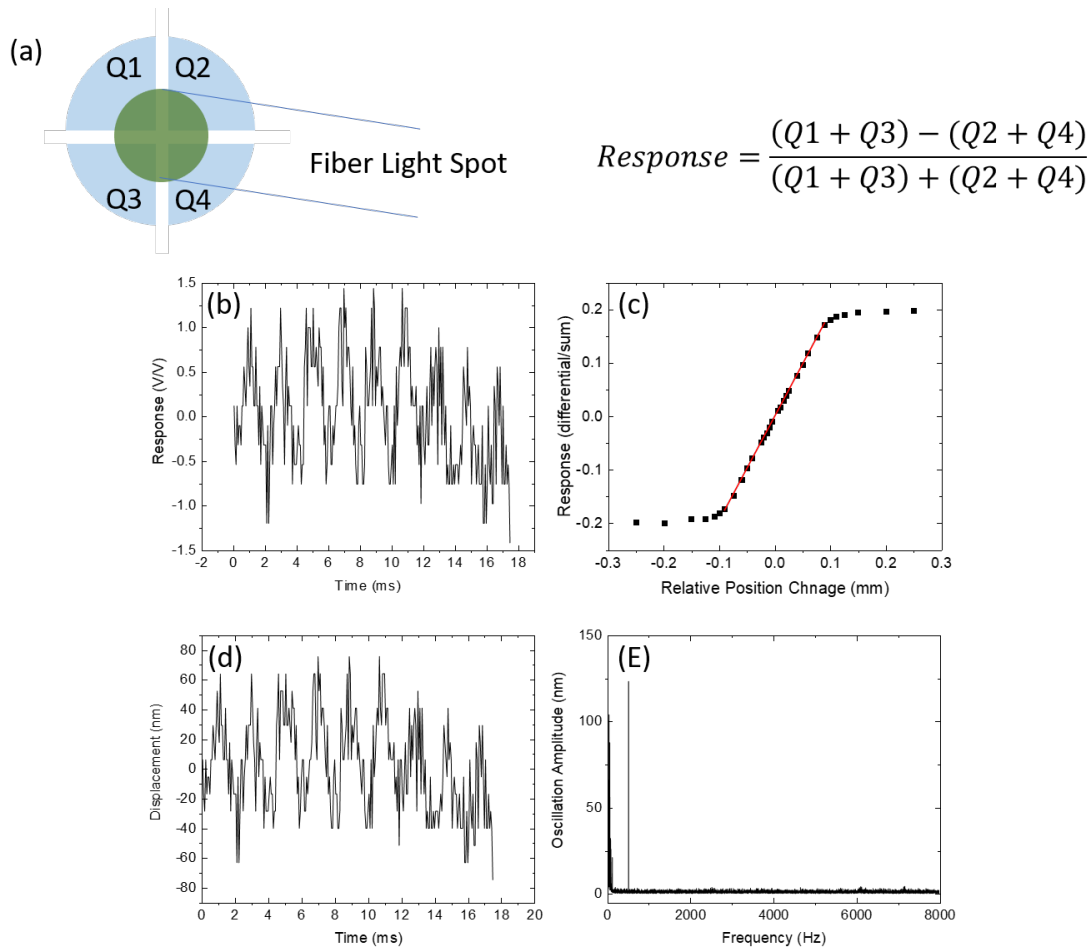 (a)
Q1 Q2
Q3 Q4
Fiber Light Spot
Response = (Q1 + Q3) − (Q2 + Q4) / (Q1 + Q3) + (Q2 + Q4)
(b)
1.5
1.0
0.5
0.0
-0.5
-1.0
-1.5
Response (V/V)
-2 0 2 4 6 8 10 12 14 16 18
Time (ms)
(c)
0.2
0.1
0.0
-0.1
-0.2
Response (differential/sum)
-0.3 -0.2 -0.1 0.0 0.1 0.2 0.3
Relative Position Chnage (mm)
(d)
80
60
40
20
0
-20
-40
-60
-80
Displacement (nm)
0 2 4 6 8 10 12 14 16 18 20
Time (ms)
(E)
150
100
50
0
Oscillation Amplitude (nm)
0 2000 4000 6000 8000
Frequency (Hz)